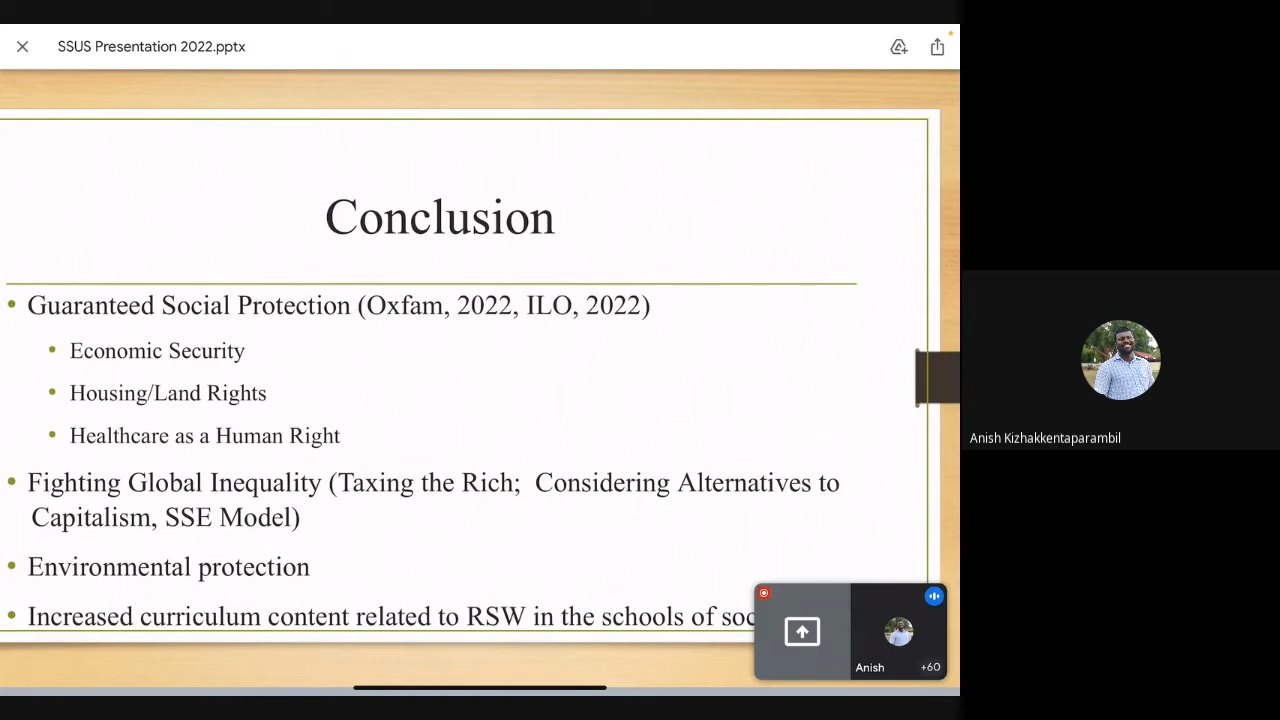 SSUS Presentation 2022.pptx
Conclusion
• Guaranteed Social Protection (Oxfam, 2022, ILO, 2022)
• Economic Security
• Housing/Land Rights
• Healthcare as a Human Right
• Fighting Global Inequality (Taxing the Rich; Considering Alternatives to
Capitalism, SSE Model)
• Environmental protection
• Increased curriculum content related to RSW in the schools of soc
Anish +60
Anish Kizhakkentaparambil